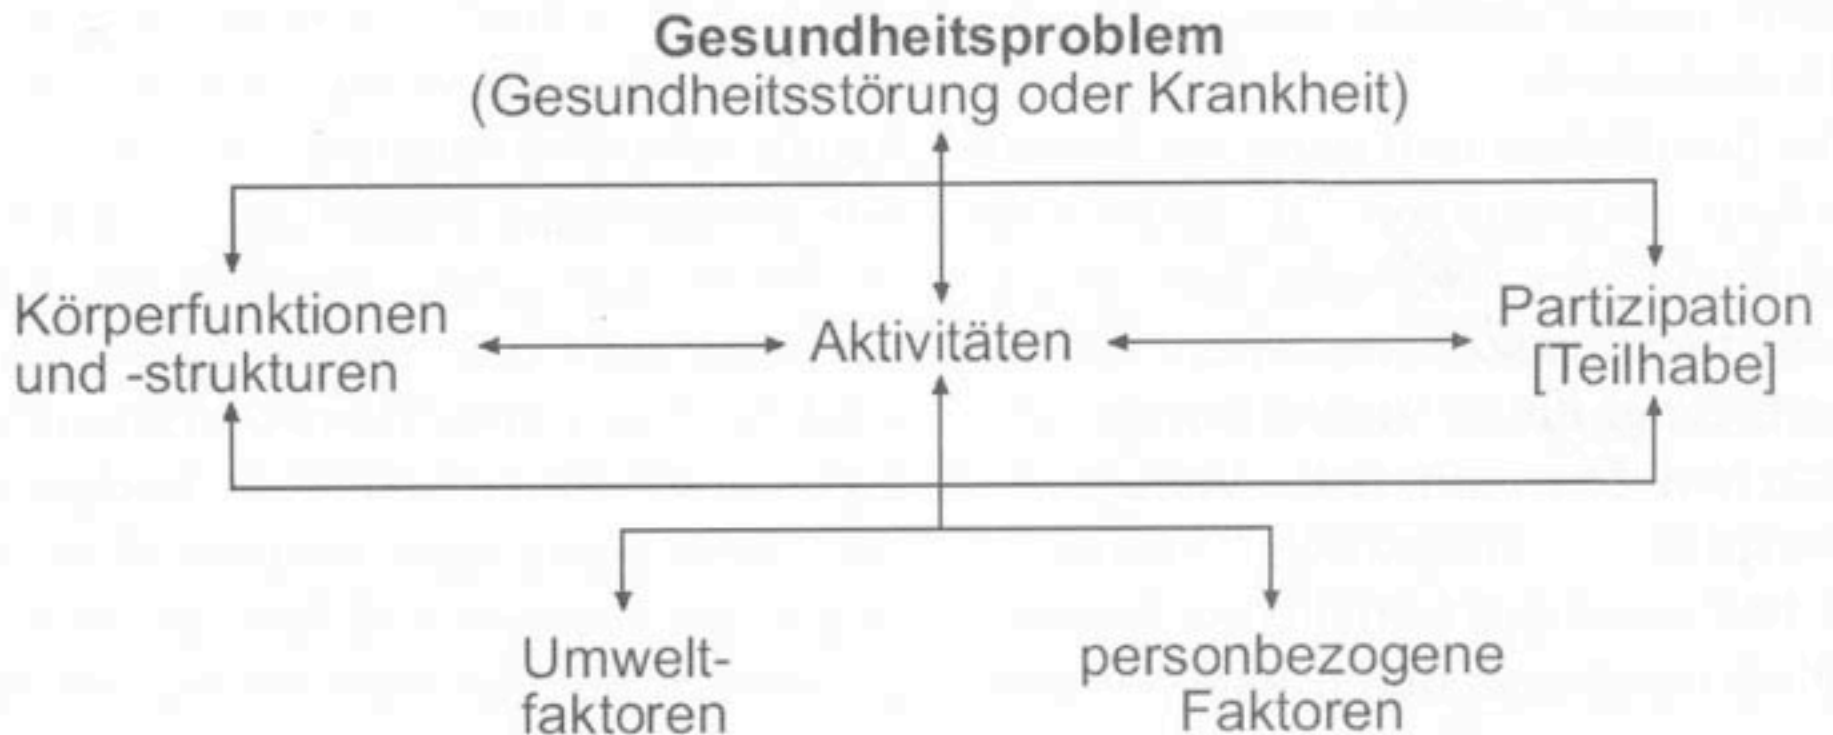 Gesundheitsproblem
(Gesundheitsstörung oder Krankheit)
Körperfunktionen
und -strukturen
Aktivitäten
Partizipation
[Teilhabe]
Umwelt-
faktoren
personbezogene
Faktoren